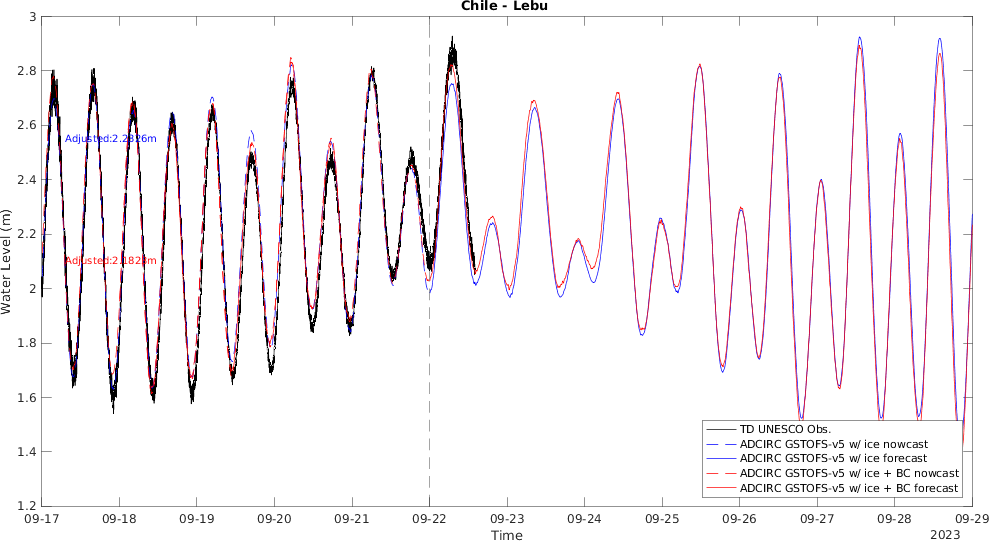 Chile - Lebu
Water Level (m)
3
2.8
2.6
2.4
2.2
2
1.8
1.6
1.4
1.2
Adjusted:2.2826m
Adjusted:2.1823m
TD UNESCO Obs.
ADCIRC GSTOFS-v5 w/ ice nowcast
ADCIRC GSTOFS-v5 w/ ice forecast
ADCIRC GSTOFS-v5 w/ ice + BC nowcast
ADCIRC GSTOFS-v5 w/ ice + BC forecast
09-17 09-18 09-19 09-20 09-21 09-22 09-23 09-24 09-25 09-26 09-27 09-28 09-29
Time
2023